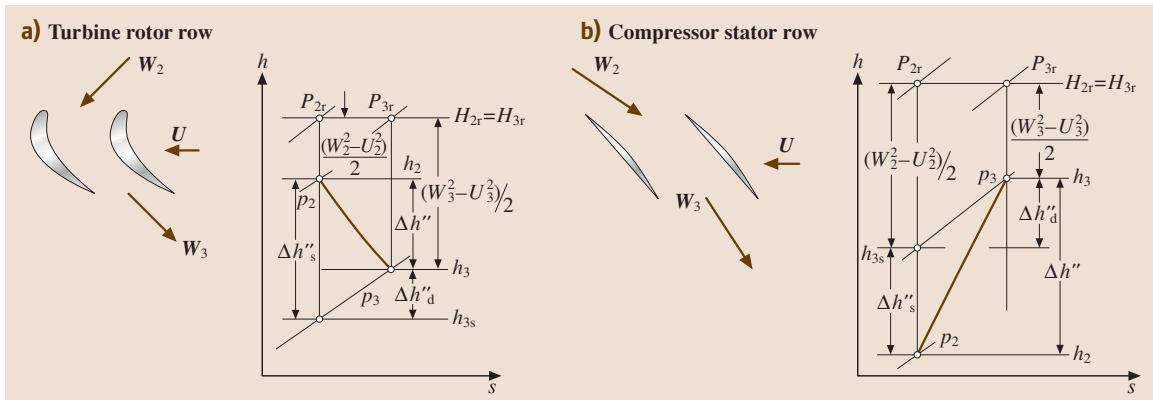 a) Turbine rotor row
W2
U
W3
h
P2r
P3r
H2r=H3r
(W2²–U2²)
2
h2
(W3²–U3²)/2
p2
Δh″
Δh″s
h3
p3
Δh″d
h3s
s
b) Compressor stator row
W2
U
W3
h
P2r
P3r
H2r=H3r
(W3²–U3²)
2
(W2²–U2²)/2
p3
h3
Δh″d
h3s
Δh″
Δh″s
p2
h2
s